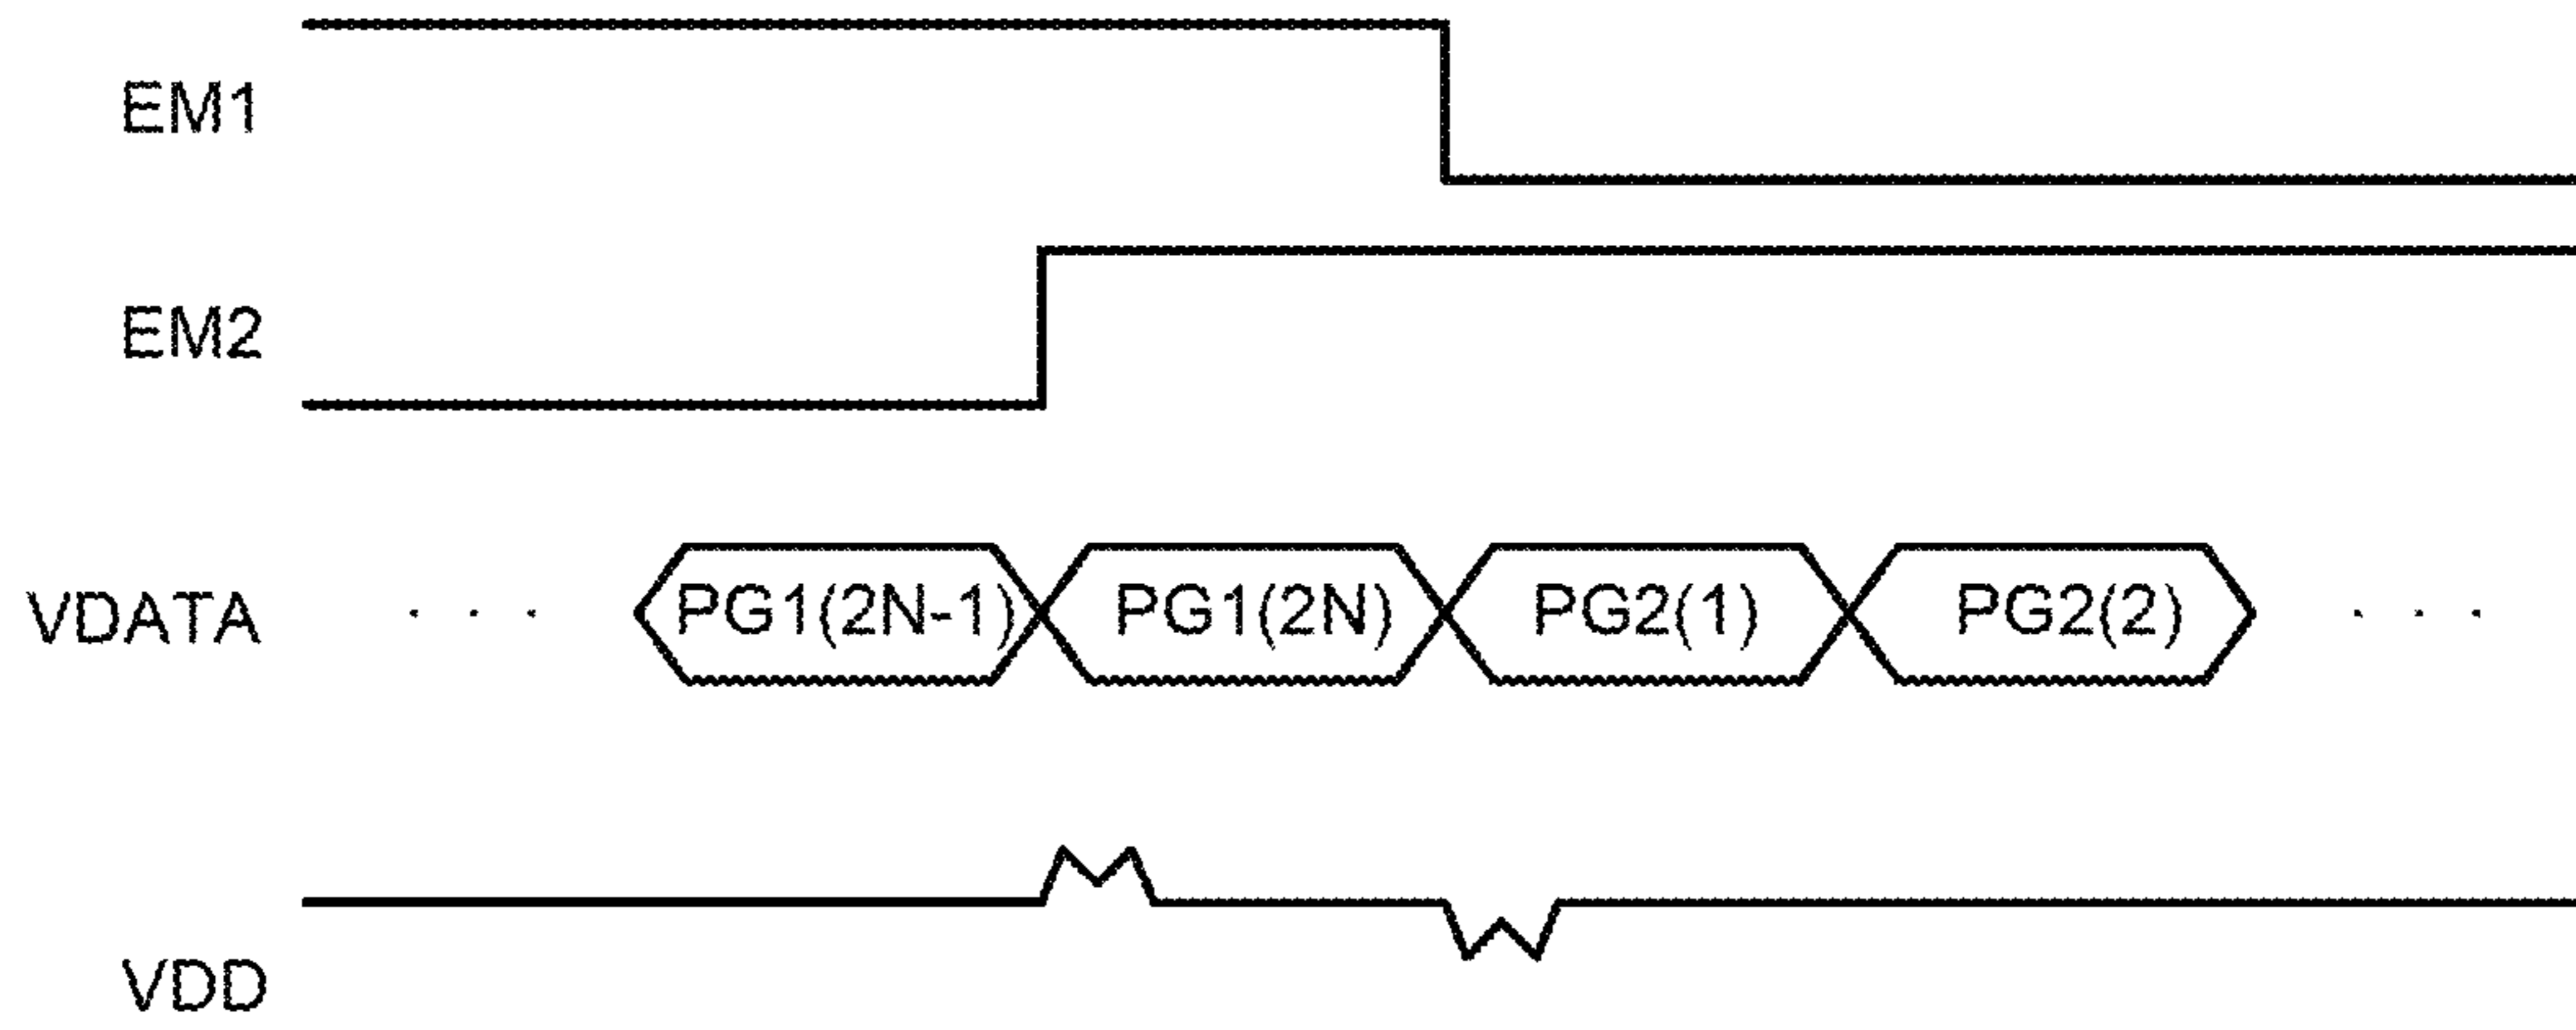 EM1
EM2
VDATA . . . PG1(2N-1) PG1(2N) PG2(1) PG2(2) . . .
VDD